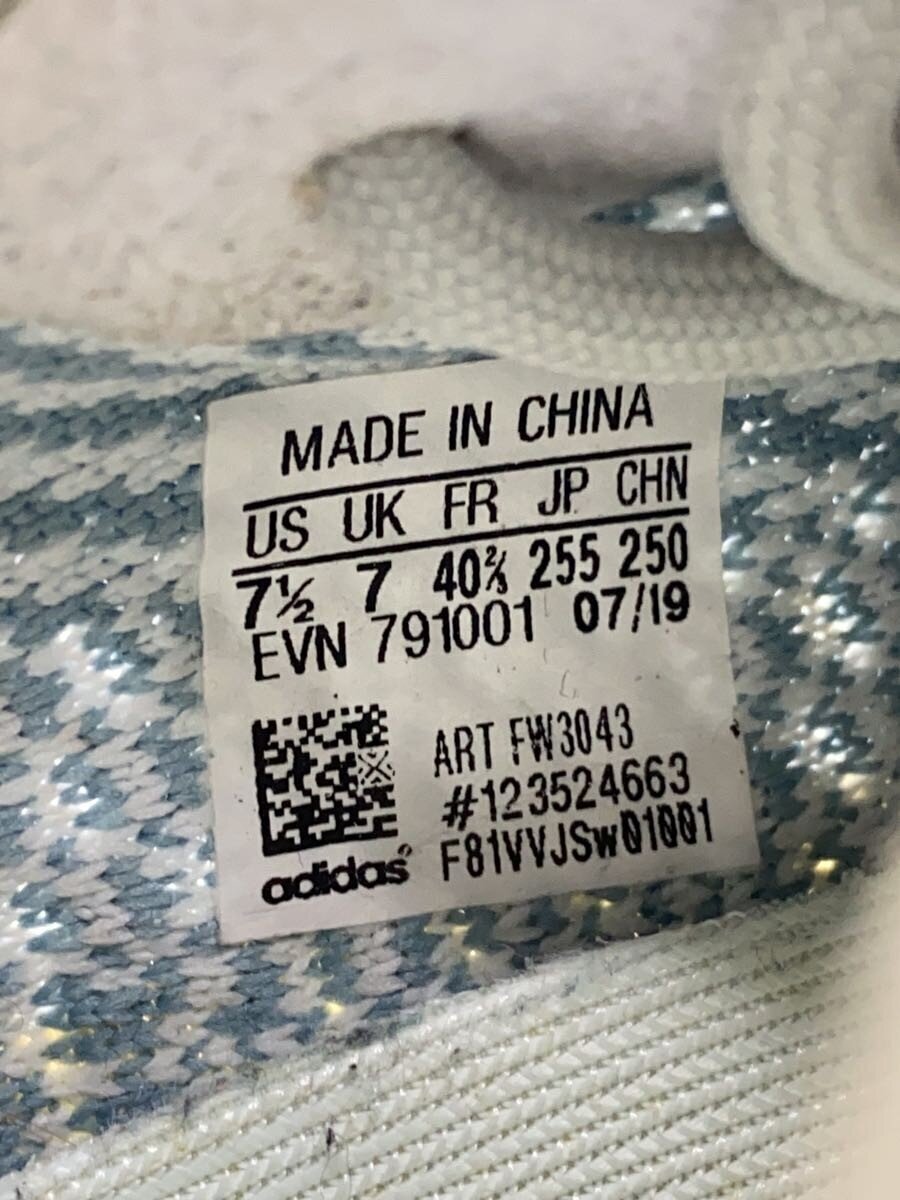 MADE IN CHINA
US UK FR JP CHN
7½ 7 40⅔ 255 250
EVN 791001 07/19
ART FW3043
#123524663
F81VVJSw01001
adidas